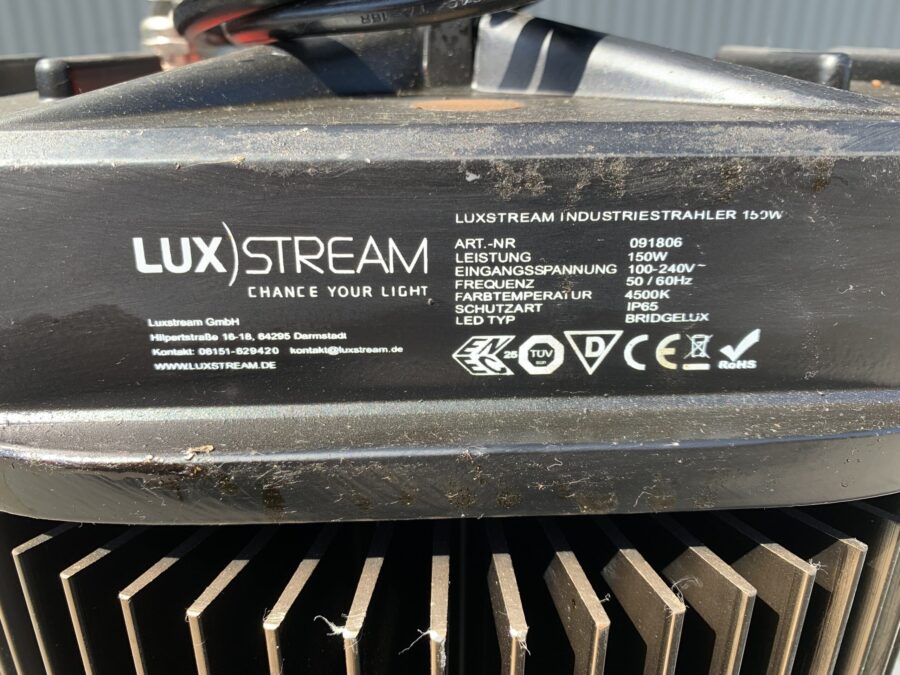 LUX)STREAM
CHANCE YOUR LIGHT
Luxstream GmbH
Hilpertstraße 16-18, 64295 Darmstadt
Kontakt: 06151-629420 kontakt@luxstream.de
WWW.LUXSTREAM.DE
LUXSTREAM INDUSTRIESTRAHLER 150W
ART.-NR 091806
LEISTUNG 150W
EINGANGSSPANNUNG 100-240V~
FREQUENZ 50 / 60Hz
FARBTEMPERATUR 4500K
SCHUTZART IP65
LED TYP BRIDGELUX
ENEC 25 TÜV D CE RoHS